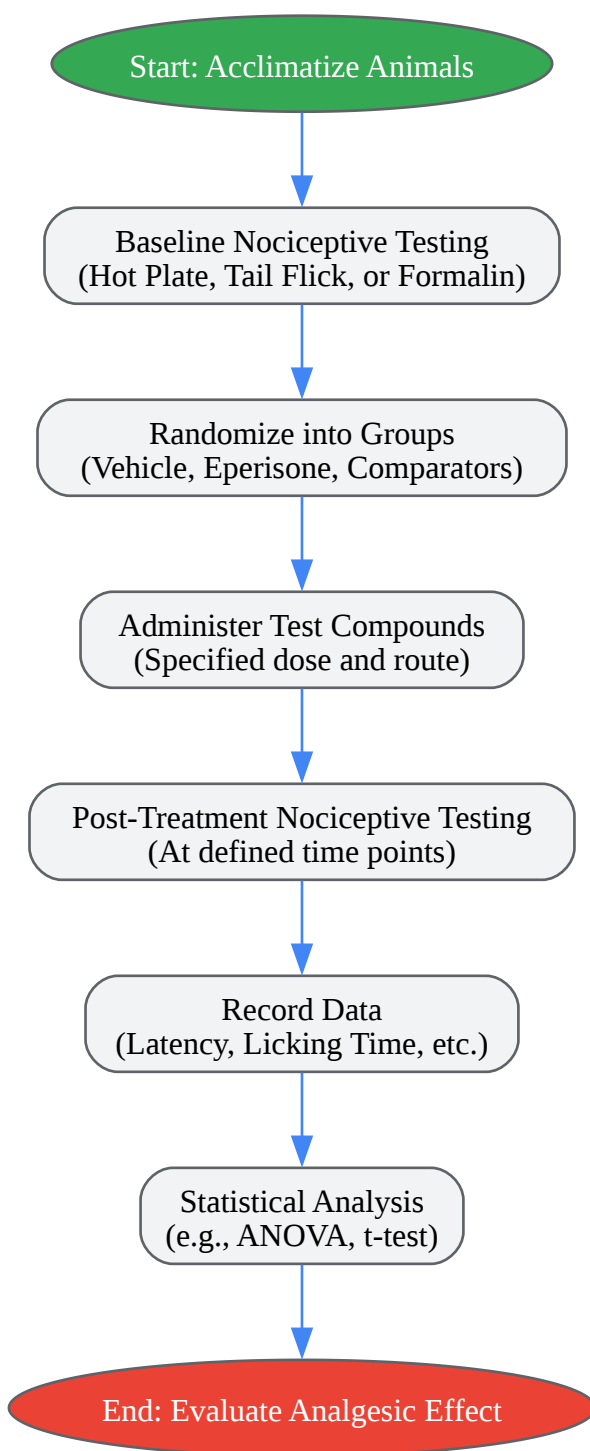 Start: Acclimatize Animals
Baseline Nociceptive Testing
(Hot Plate, Tail Flick, or Formalin)
Randomize into Groups
(Vehicle, Eperisone, Comparators)
Administer Test Compounds
(Specified dose and route)
Post-Treatment Nociceptive Testing
(At defined time points)
Record Data
(Latency, Licking Time, etc.)
Statistical Analysis
(e.g., ANOVA, t-test)
End: Evaluate Analgesic Effect